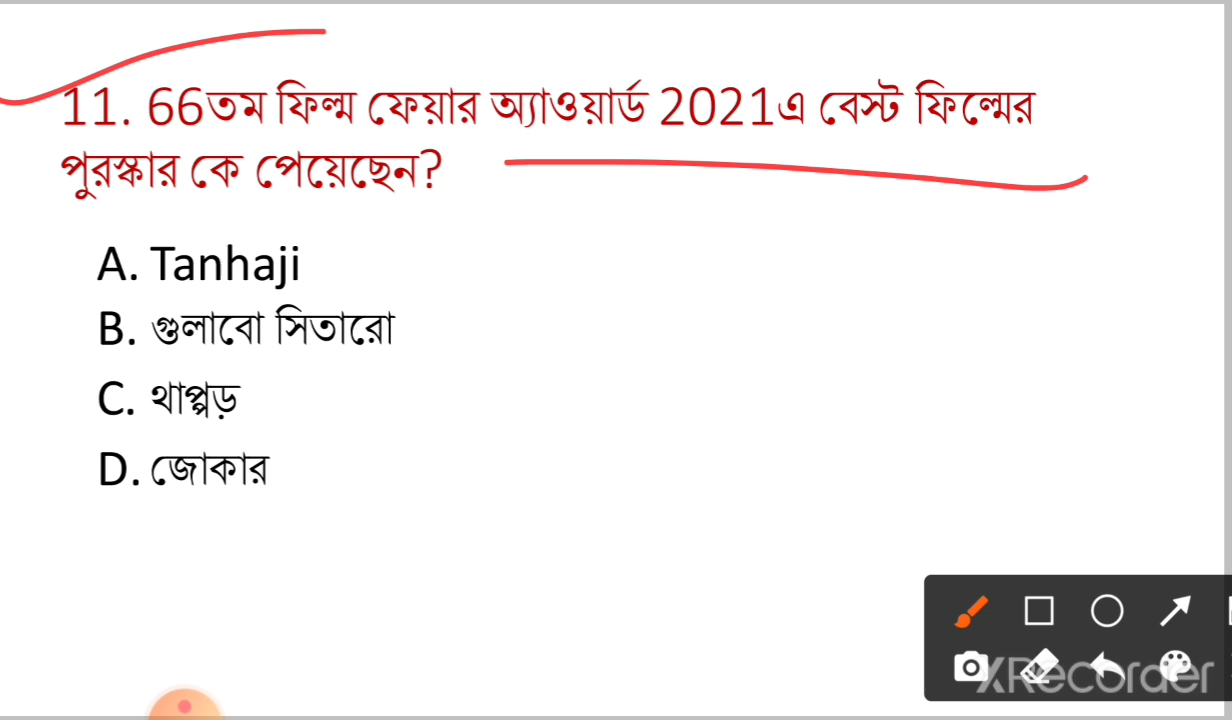 11. 66তম ফিল্ম ফেয়ার অ্যাওয়ার্ড 2021এ বেস্ট ফিল্মের
পুরস্কার কে পেয়েছেন?
A. Tanhaji
B. গুলাবো সিতারো
C. থাপ্পড়
D. জোকার
XRecorder